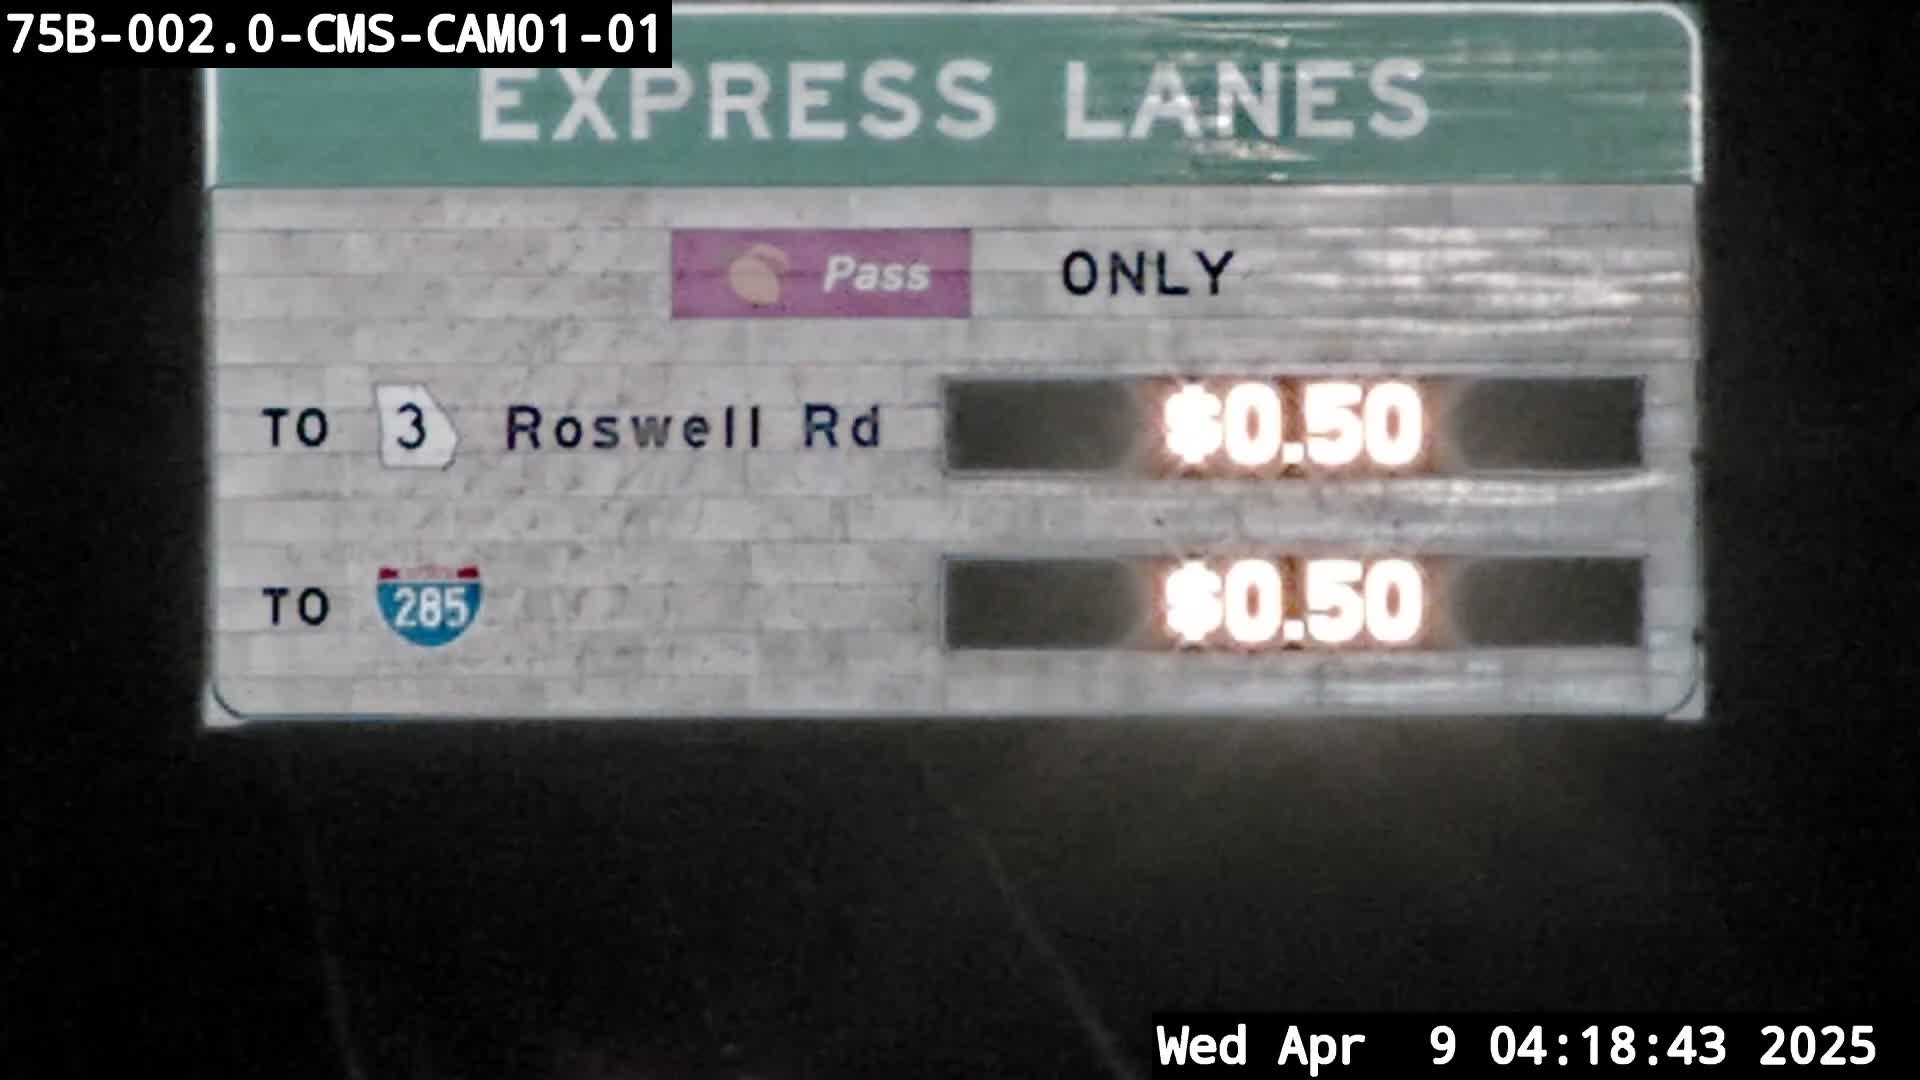 75B-002.0-CMS-CAM01-01
EXPRESS LANES
Pass ONLY
TO 3 Roswell Rd $0.50
TO 285 $0.50
Wed Apr 9 04:18:43 2025